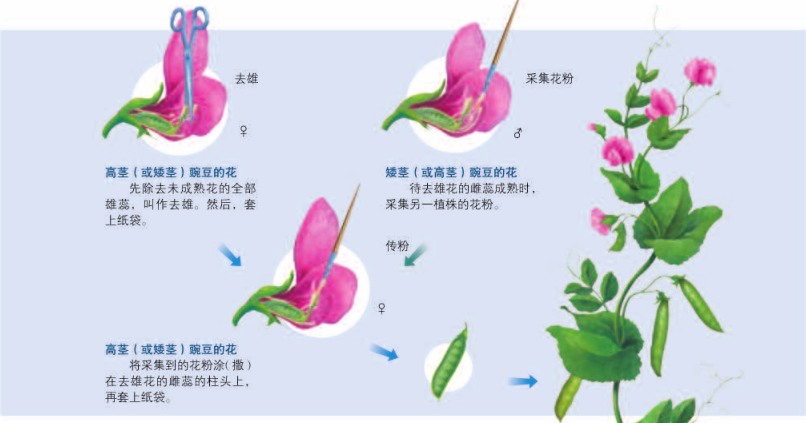 去雄
♀
高茎（或矮茎）豌豆的花
先除去未成熟花的全部
雄蕊，叫作去雄。然后，套
上纸袋。
采集花粉
♂
矮茎（或高茎）豌豆的花
待去雄花的雌蕊成熟时，
采集另一植株的花粉。
传粉
♀
高茎（或矮茎）豌豆的花
将采集到的花粉涂（撒）
在去雄花的雌蕊的柱头上，
再套上纸袋。